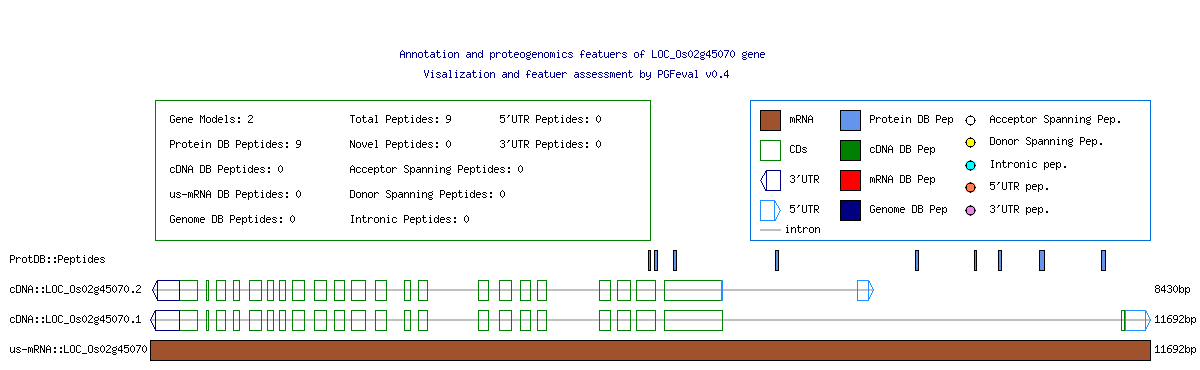 Annotation and proteogenomics featuers of LOC_Os02g45070 gene
Visalization and featuer assessment by PGFeval v0.4
Gene Models: 2 Total Peptides: 9 5'UTR Peptides: 0
Protein DB Peptides: 9 Novel Peptides: 0 3'UTR Peptides: 0
cDNA DB Peptides: 0 Acceptor Spanning Peptides: 0
us-mRNA DB Peptides: 0 Donor Spanning Peptides: 0
Genome DB Peptides: 0 Intronic Peptides: 0
mRNA Protein DB Pep Acceptor Spanning Pep.
CDs cDNA DB Pep Donor Spanning Pep.
3'UTR mRNA DB Pep Intronic pep.
5'UTR Genome DB Pep 5'UTR pep.
intron 3'UTR pep.
ProtDB::Peptides
cDNA::LOC_Os02g45070.2 8430bp
cDNA::LOC_Os02g45070.1 11692bp
us-mRNA::LOC_Os02g45070 11692bp